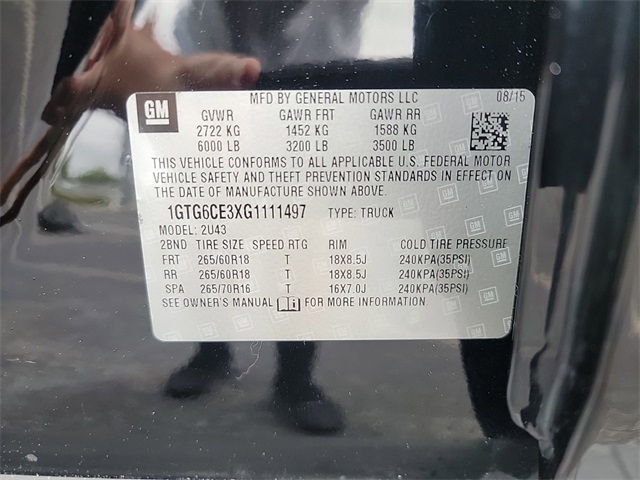 GM
MFD BY GENERAL MOTORS LLC 08/15
GVWR GAWR FRT GAWR RR
2722 KG 1452 KG 1588 KG
6000 LB 3200 LB 3500 LB
THIS VEHICLE CONFORMS TO ALL APPLICABLE U.S. FEDERAL MOTOR
VEHICLE SAFETY AND THEFT PREVENTION STANDARDS IN EFFECT ON
THE DATE OF MANUFACTURE SHOWN ABOVE.
1GTG6CE3XG1111497 TYPE: TRUCK
MODEL: 2U43
2BND TIRE SIZE SPEED RTG RIM COLD TIRE PRESSURE
FRT 265/60R18 T 18X8.5J 240KPA(35PSI)
RR 265/60R18 T 18X8.5J 240KPA(35PSI)
SPA 265/70R16 T 16X7.0J 240KPA(35PSI)
SEE OWNER'S MANUAL FOR MORE INFORMATION.